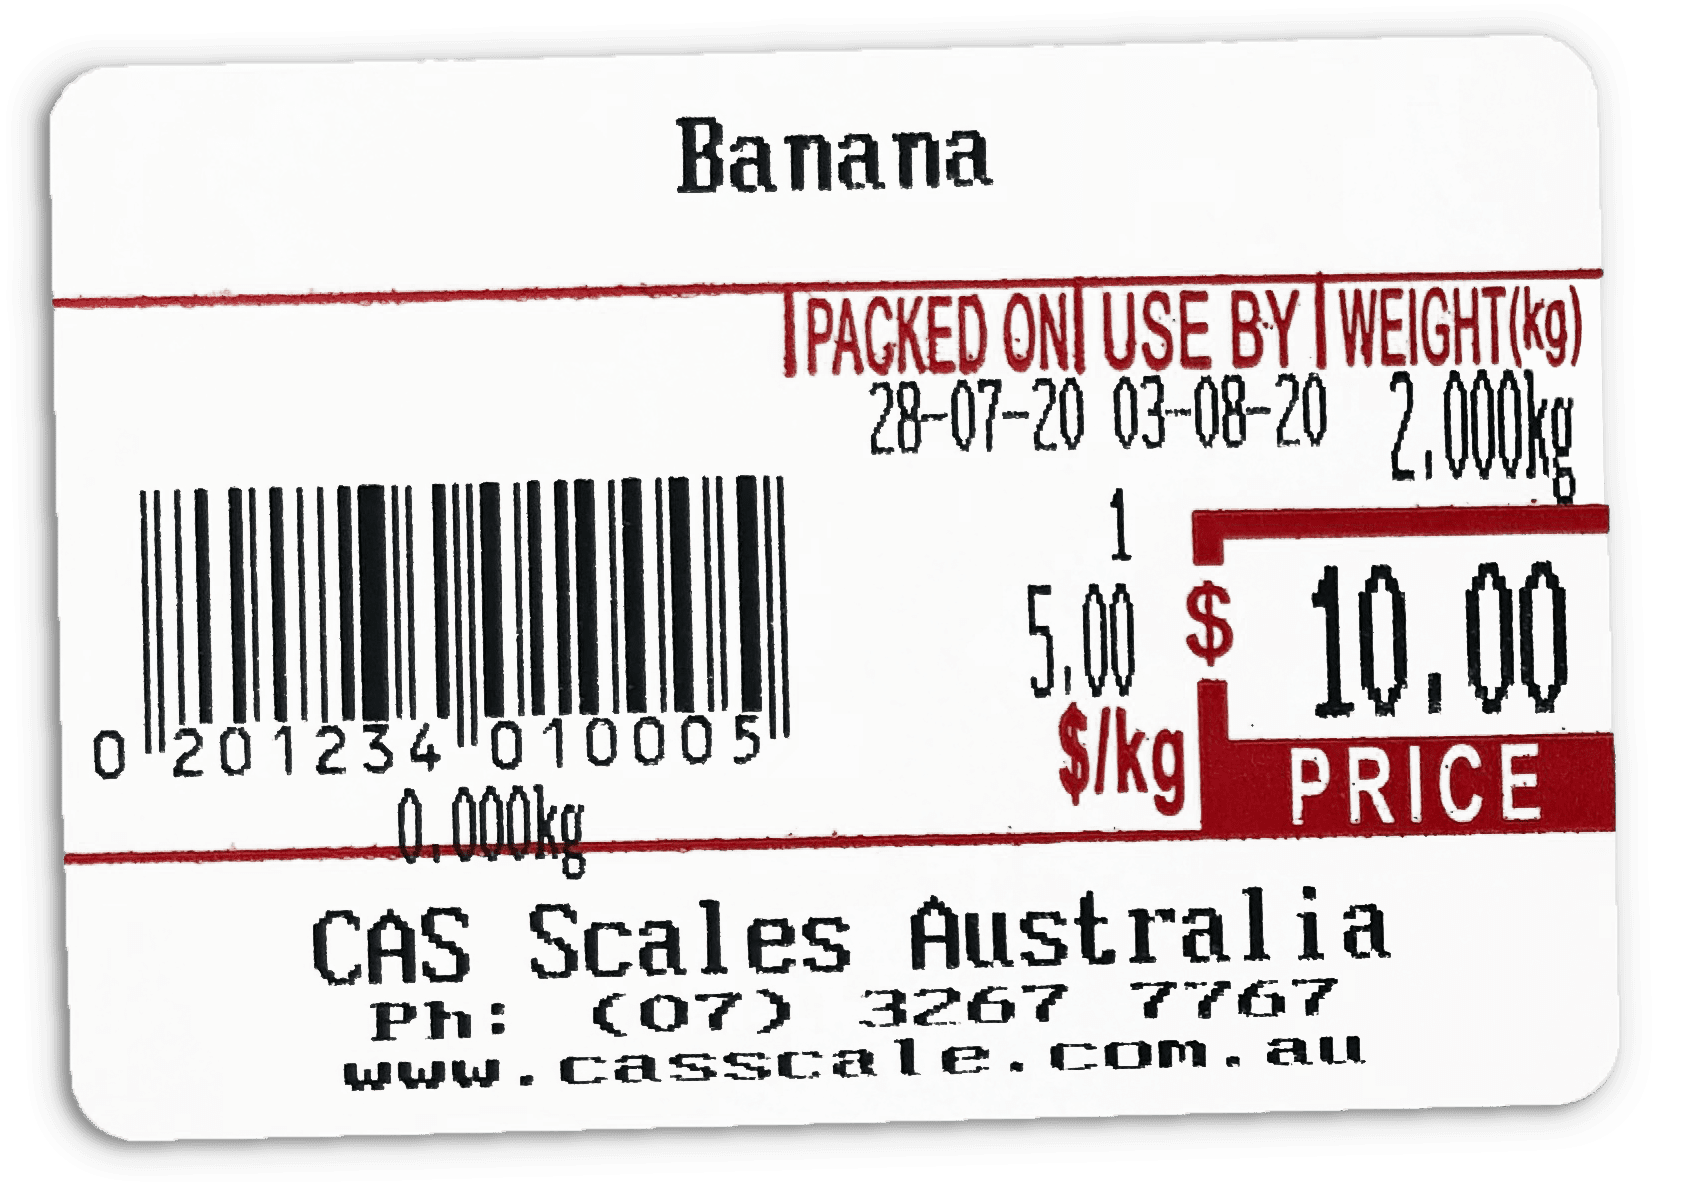 Banana
PACKED ON USE BY WEIGHT(kg)
28-07-20 03-08-20 2.000kg
1
5.00 $ 10.00
$/kg PRICE
0 201234 010005
0.000kg
CAS Scales Australia
Ph: (07) 3267 7767
www.casscale.com.au